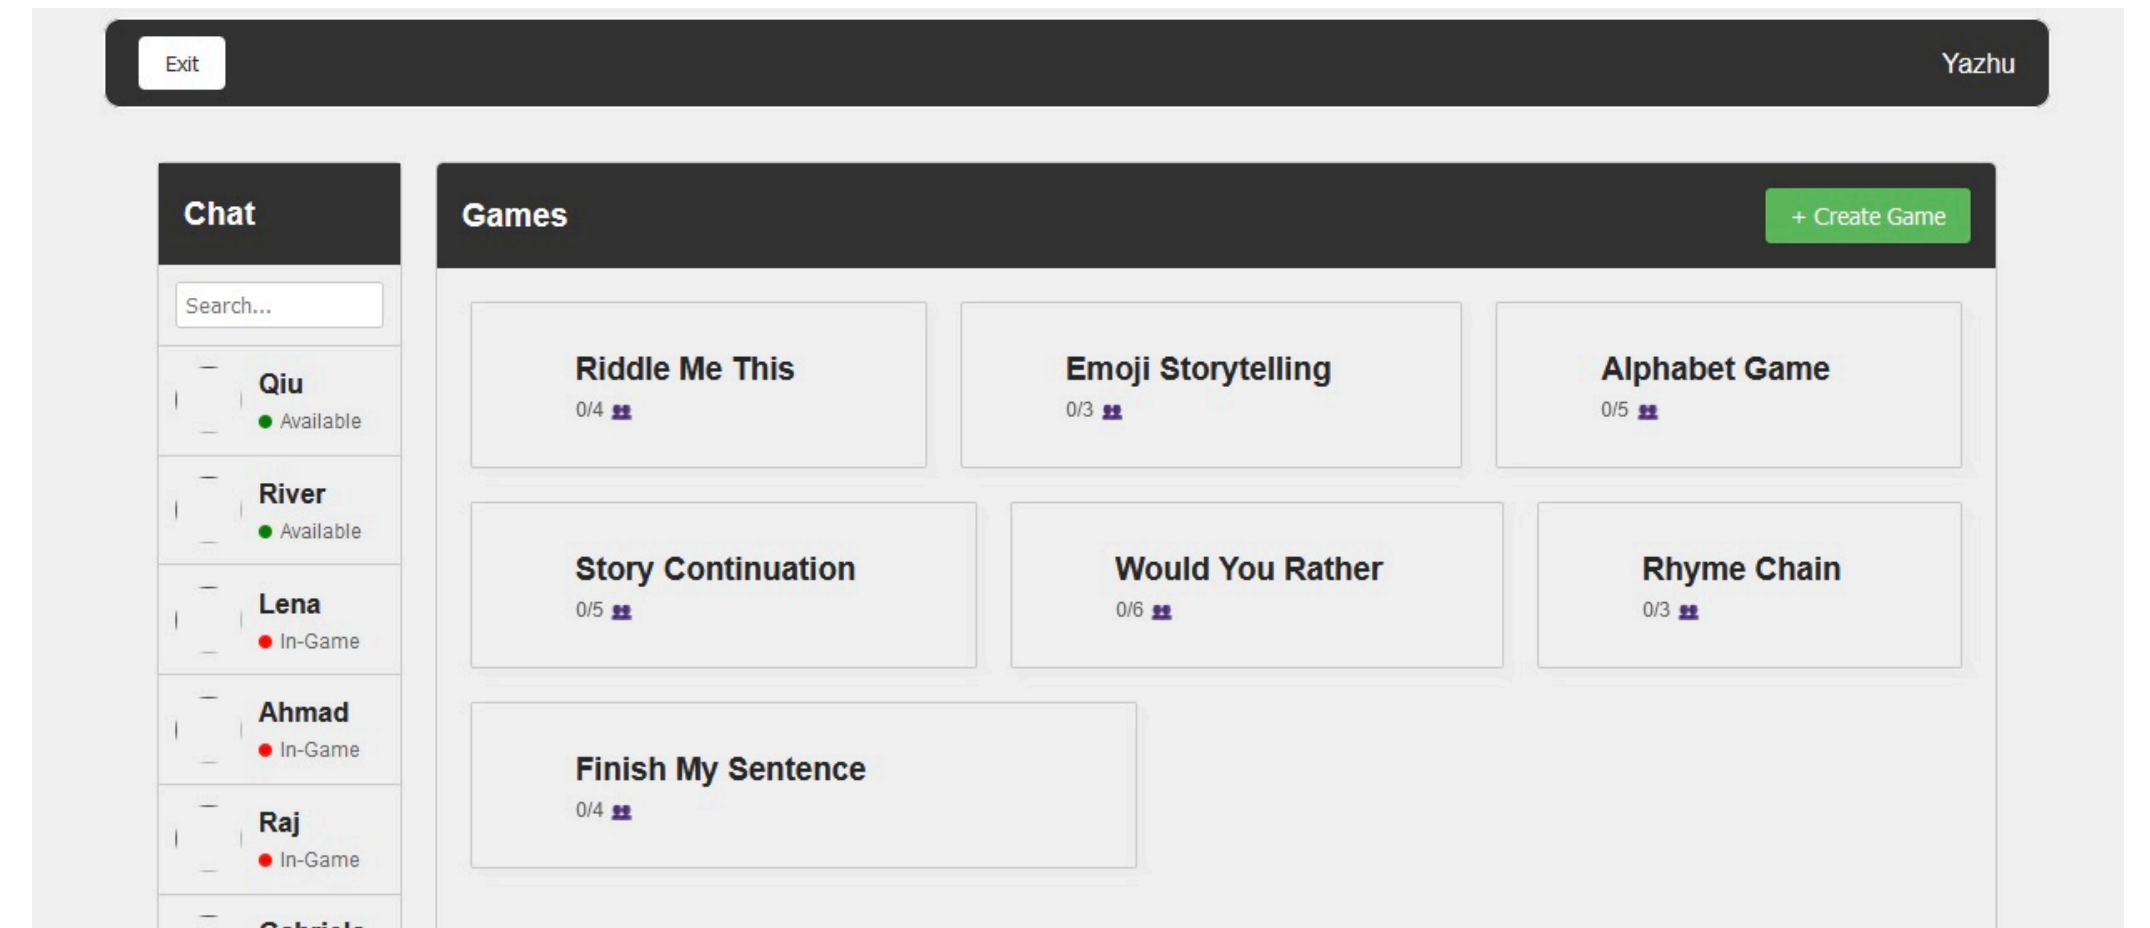 Exit
Yazhu
Chat
Search...
Qiu
Available
River
Available
Lena
In-Game
Ahmad
In-Game
Raj
In-Game
Games
+ Create Game
Riddle Me This
0/4
Emoji Storytelling
0/3
Alphabet Game
0/5
Story Continuation
0/5
Would You Rather
0/6
Rhyme Chain
0/3
Finish My Sentence
0/4